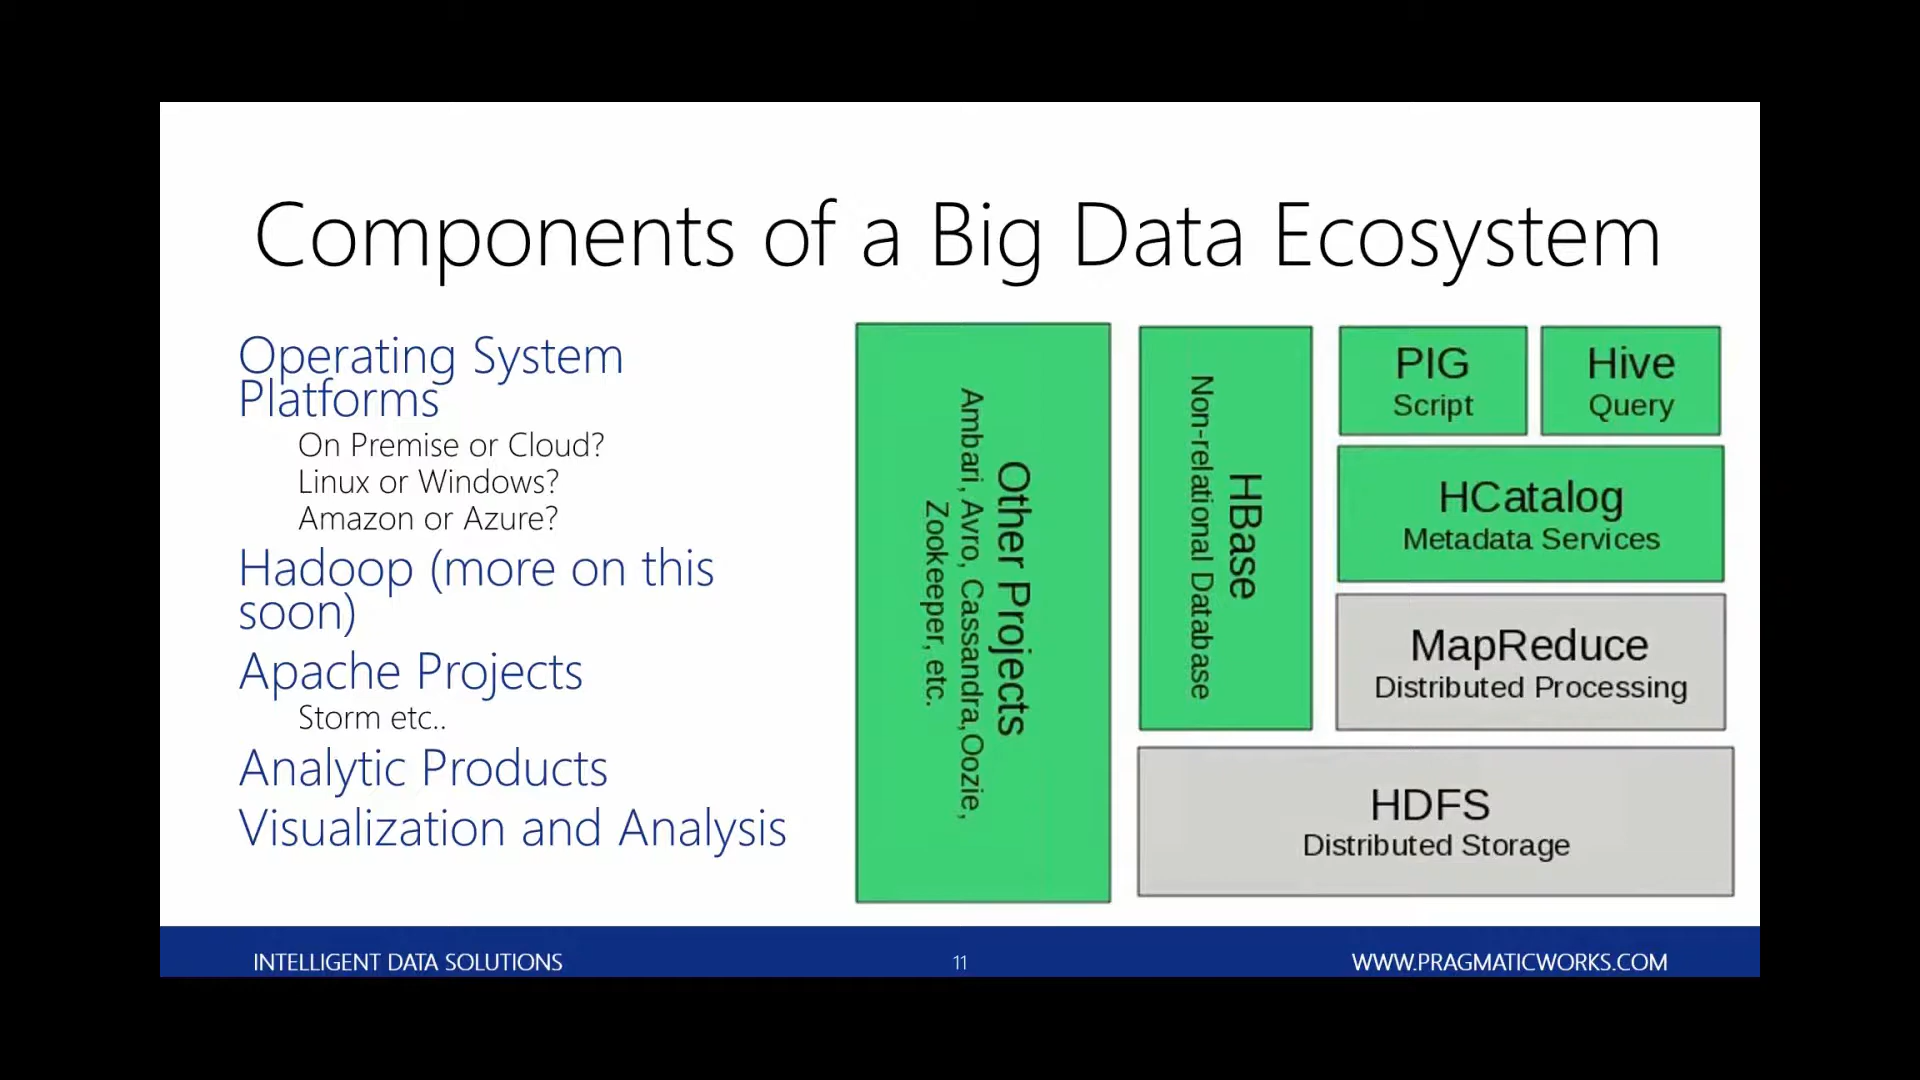 Components of a Big Data Ecosystem
Operating System
Platforms
On Premise or Cloud?
Linux or Windows?
Amazon or Azure?
Hadoop (more on this
soon)
Apache Projects
Storm etc..
Analytic Products
Visualization and Analysis
Other Projects
Ambari, Avro, Cassandra,Oozie,
Zookeeper, etc.
HBase
Non-relational Database
PIG
Script
Hive
Query
HCatalog
Metadata Services
MapReduce
Distributed Processing
HDFS
Distributed Storage
INTELLIGENT DATA SOLUTIONS
11
WWW.PRAGMATICWORKS.COM